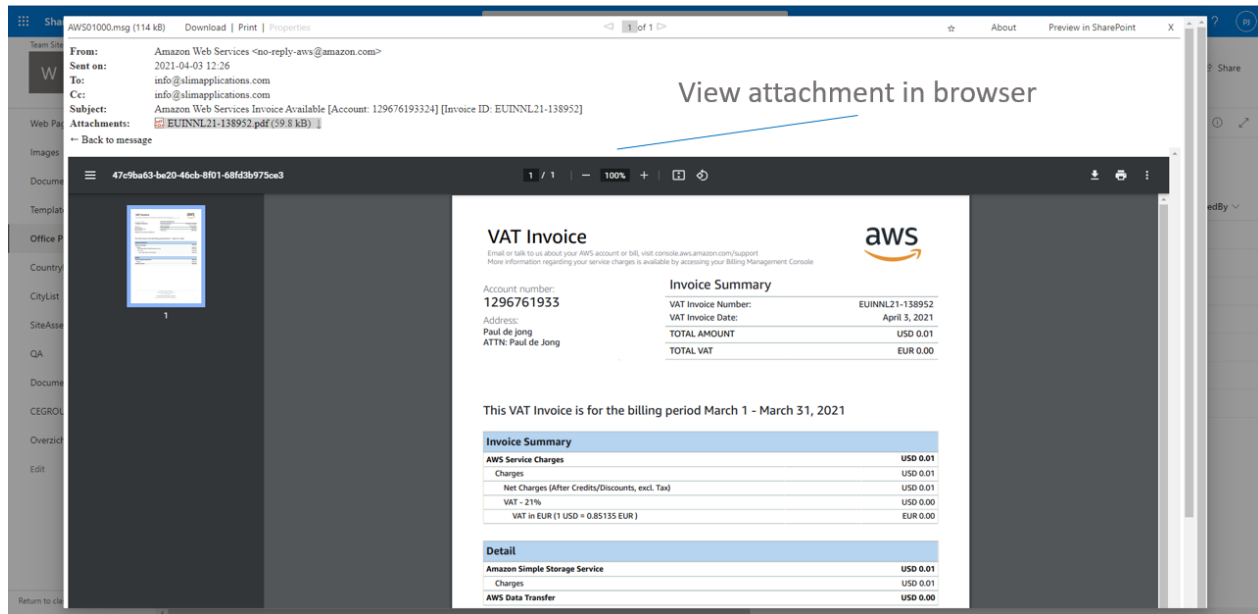 Sha
AWS01000.msg (114 kB) Download | Print | Properties
1 of 1
About Preview in SharePoint X
?
PJ
Team Site
W
Share
From: Amazon Web Services <no-reply-aws@amazon.com>
Sent on: 2021-04-03 12:26
To: info@slimapplications.com
Cc: info@slimapplications.com
Subject: Amazon Web Services Invoice Available [Account: 129676193324] [Invoice ID: EUINNL21-138952]
Attachments: EUINNL21-138952.pdf (59.8 kB)
← Back to message
View attachment in browser
Web Pag
Images
Docume
Templat
Office P
CountryL
CityList
SiteAsse
QA
Docume
CEGROU
Overzich
Edit
Return to cla
edBy
47c9ba63-be20-46cb-8f01-68fd3b975ce3
1 / 1 | − 100% + |
1
VAT Invoice
aws
Email or talk to us about your AWS account or bill, visit console.aws.amazon.com/support
More information regarding your service charges is available by accessing your Billing Management Console
Account number:
1296761933
Address:
Paul de jong
ATTN: Paul de Jong
Invoice Summary
VAT Invoice Number: EUINNL21-138952
VAT Invoice Date: April 3, 2021
TOTAL AMOUNT USD 0.01
TOTAL VAT EUR 0.00
This VAT Invoice is for the billing period March 1 - March 31, 2021
Invoice Summary
AWS Service Charges USD 0.01
Charges USD 0.01
Net Charges (After Credits/Discounts, excl. Tax) USD 0.01
VAT - 21% USD 0.00
VAT in EUR (1 USD = 0.85135 EUR ) EUR 0.00
Detail
Amazon Simple Storage Service USD 0.01
Charges USD 0.01
AWS Data Transfer USD 0.00